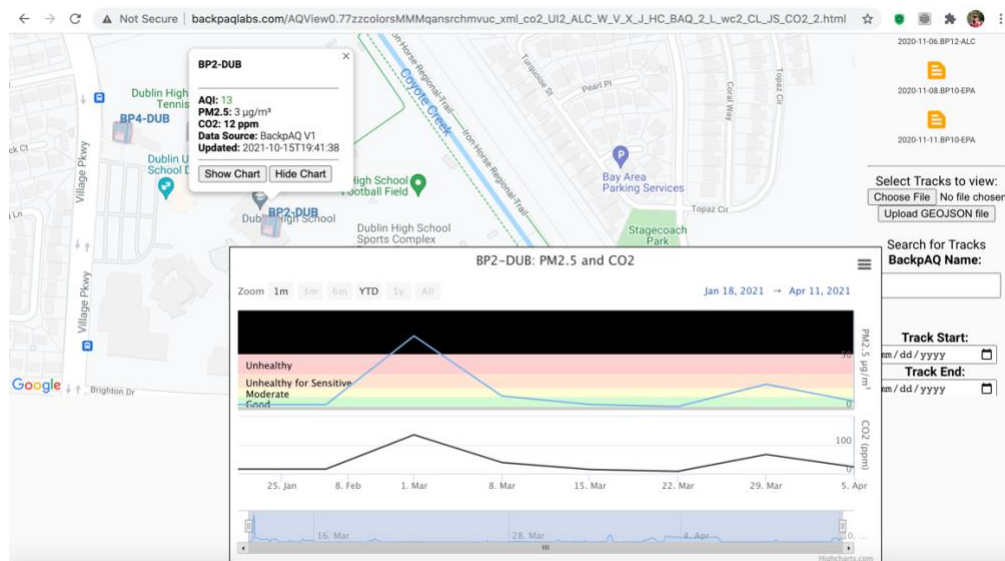 Not Secure | backpaqlabs.com/AQView0.77zzcolorsMMMqansrchmvuc_xml_co2_UI2_ALC_W_V_X_J_HC_BAQ_2_L_wc2_CL_JS_CO2_2.html
BP2-DUB
×
AQI: 13
PM2.5: 3 µg/m³
CO2: 12 ppm
Data Source: BackpAQ V1
Updated: 2021-10-15T19:41:38
Show Chart
Hide Chart
Dublin High
Tennis
BP4-DUB
Dublin U
School D
Village Pkwy
Village Pkwy
BP2-DUB
High School
High School
Football Field
Dublin High School
Sports Complex
Coyote Creek
Iron Horse Regional-Trail
Iron-Horse Regional-Trail
Turquoise St
Pearl Pl
Coral Way
Topaz Cir
Bay Area
Parking Services
Topaz Cir
Stagecoach
Park
Google
Brighton Dr
2020-11-06.BP12-ALC
2020-11-08.BP10-EPA
2020-11-11.BP10-EPA
Select Tracks to view:
Choose File No file chosen
Upload GEOJSON file
Search for Tracks
BackpAQ Name:
Track Start:
mm/dd/yyyy
Track End:
mm/dd/yyyy
BP2-DUB: PM2.5 and CO2
Zoom 1m 3m 6m YTD 1y All
Jan 18, 2021 → Apr 11, 2021
Unhealthy
Unhealthy for Sensitive
Moderate
Good
50
0
PM2.5 µg/m³
100
0
CO2 (ppm)
25. Jan 8. Feb 1. Mar 8. Mar 15. Mar 22. Mar 29. Mar 5. Apr
16. Mar 28. Mar 4. Apr
Highcharts.com